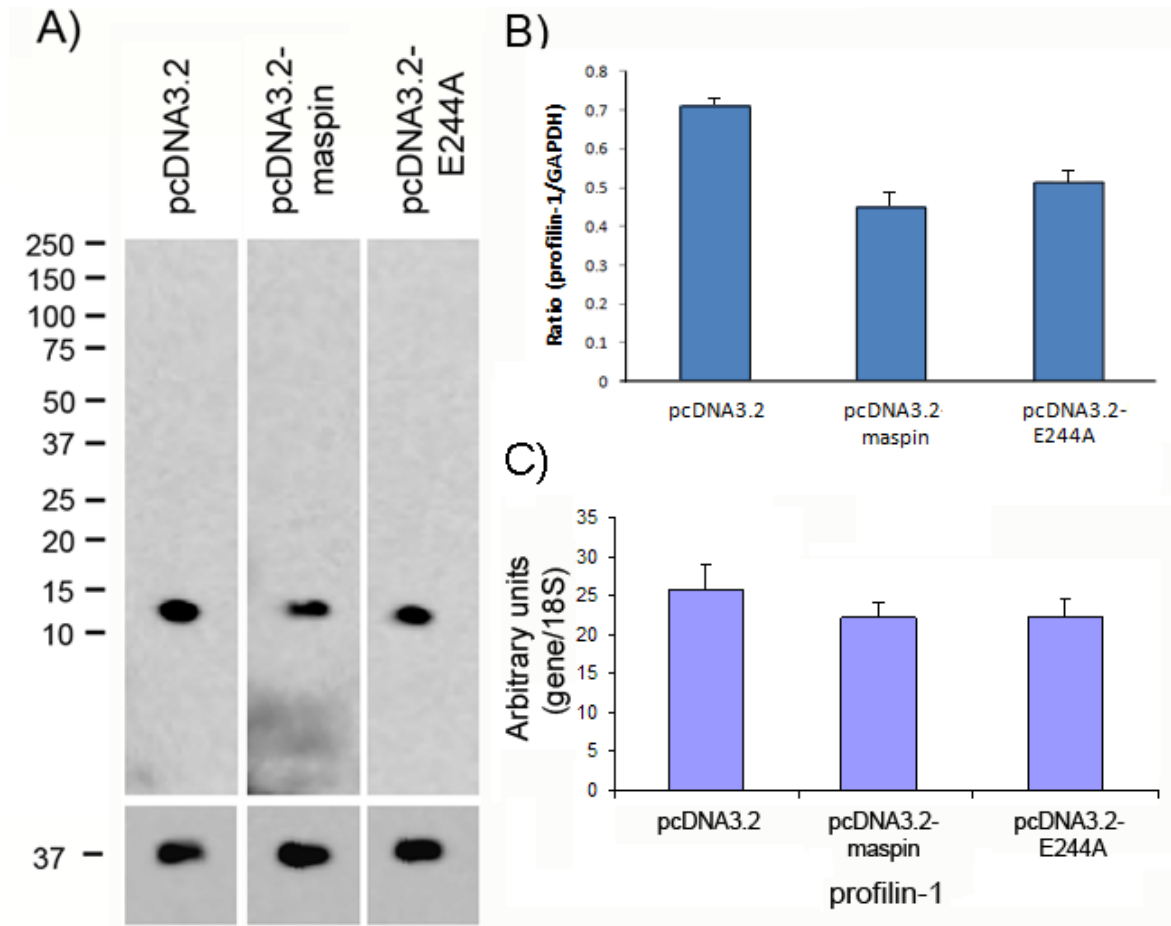 A)
pcDNA3.2
pcDNA3.2-
maspin
pcDNA3.2-
E244A
250
150
100
75
50
37
25
20
15
10
37
B)
Ratio (profilin-1/GAPDH)
0.8
0.7
0.6
0.5
0.4
0.3
0.2
0.1
0
pcDNA3.2
pcDNA3.2-
maspin
pcDNA3.2-
E244A
C)
Arbitrary units
(gene/18S)
35
30
25
20
15
10
5
0
pcDNA3.2
pcDNA3.2-
maspin
pcDNA3.2-
E244A
profilin-1